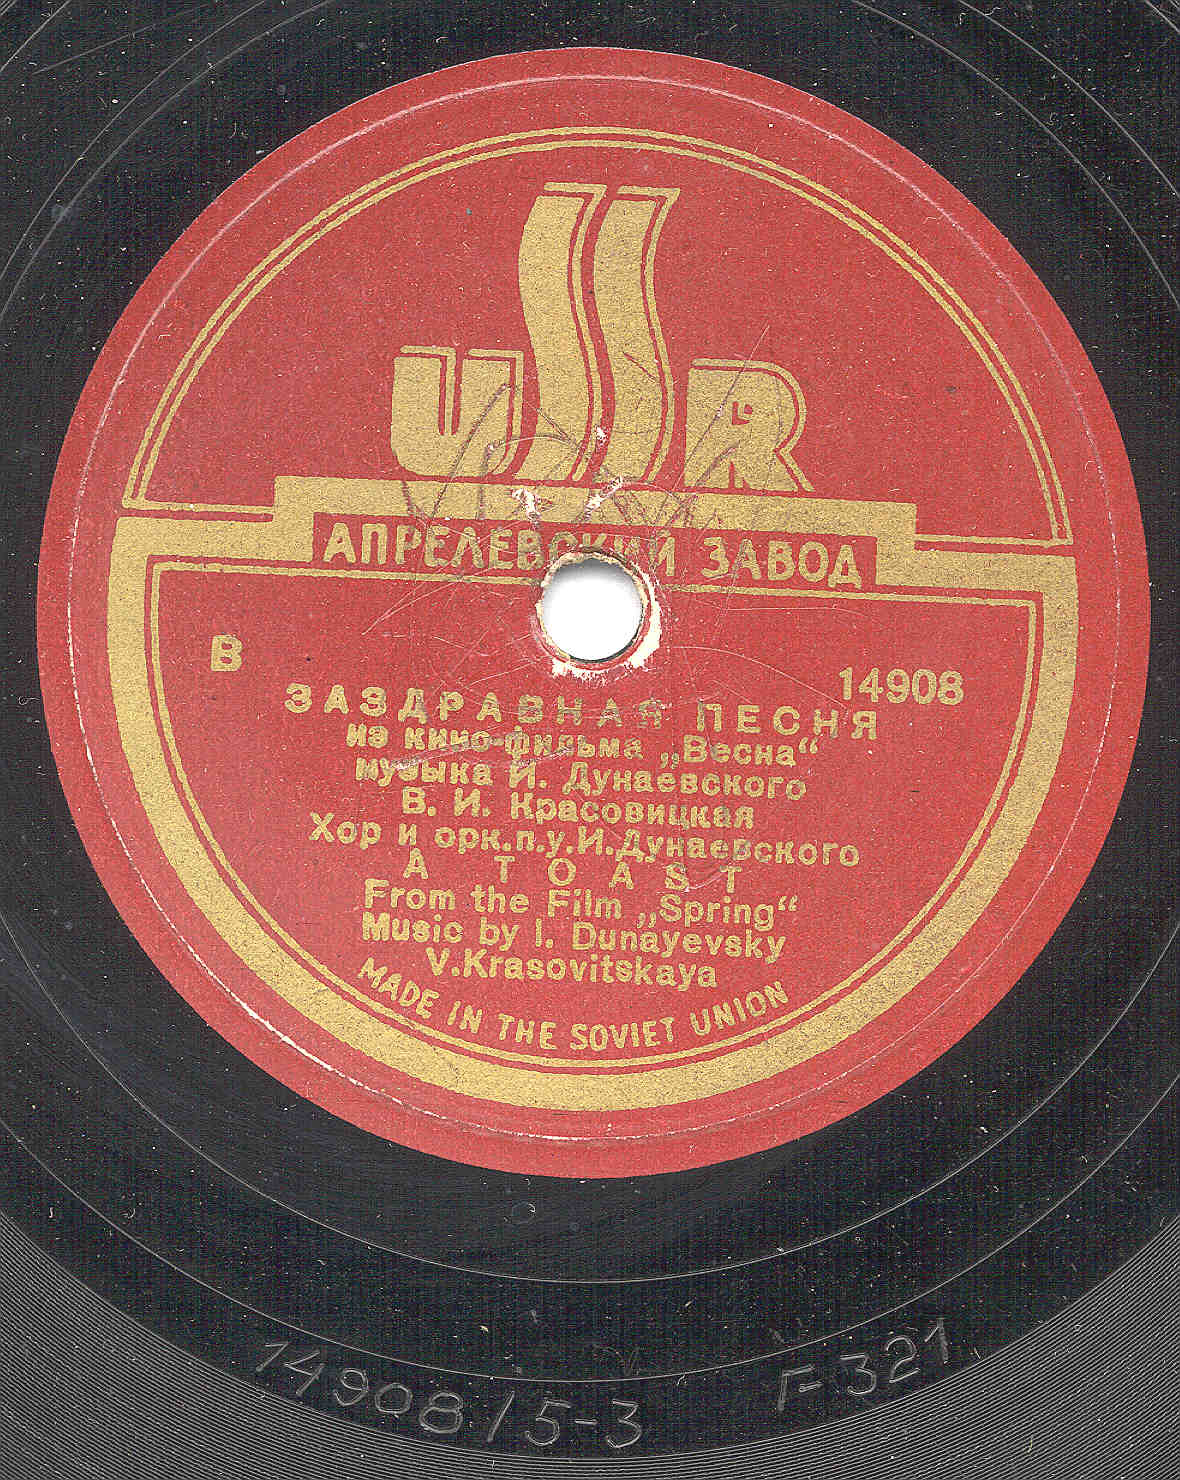 USSR
АПРЕЛЕВСКИЙ ЗАВОД
В 14908
ЗАЗДРАВНАЯ ПЕСНЯ
из кино-фильма „Весна“
музыка И. Дунаевского
В. И. Красовицкая
Хор и орк.п.у.И.Дунаевского
A TOAST
From the Film „Spring“
Music by I. Dunayevsky
V.Krasovitskaya
MADE IN THE SOVIET UNION
14908/5-3 F-321